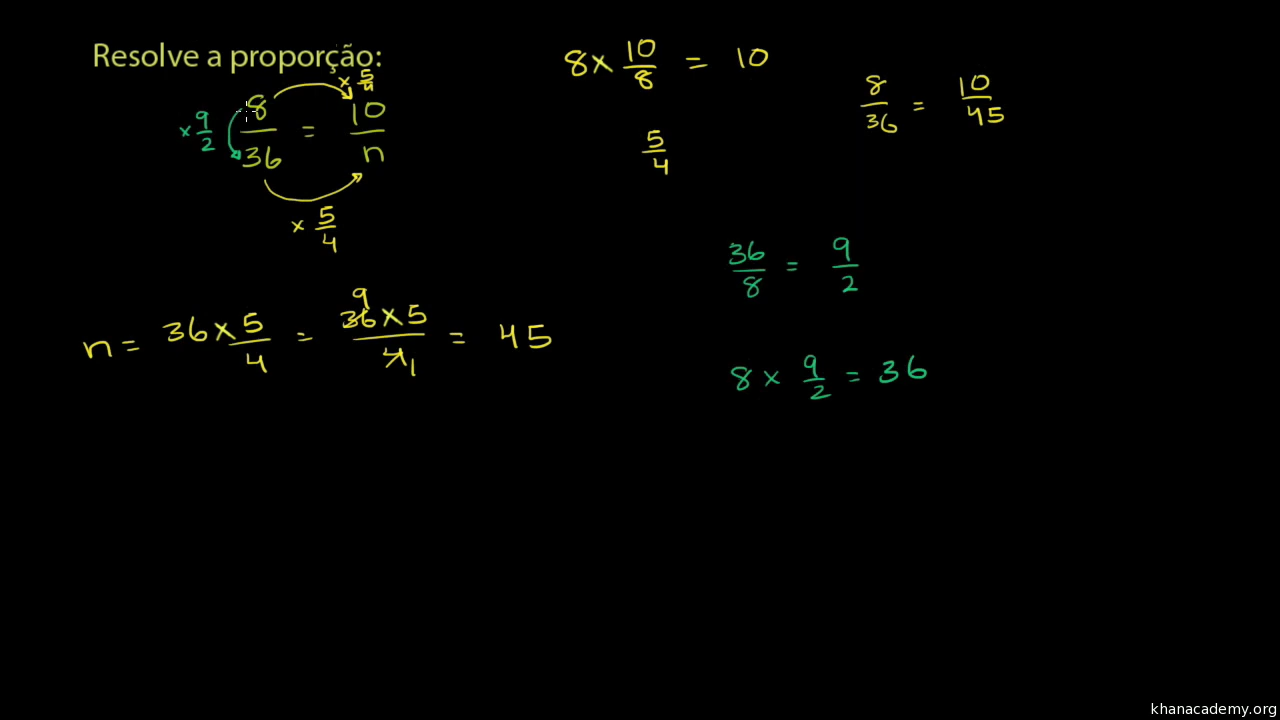 Resolve a proporção:
8/36 = 10/n
× 5/4
× 9/2
× 5/4
8 × 10/8 = 10
5/4
8/36 = 10/45
36/8 = 9/2
8 × 9/2 = 36
n = 36 × 5/4 = 36 × 5/4 = 45
9
1
khanacademy.org